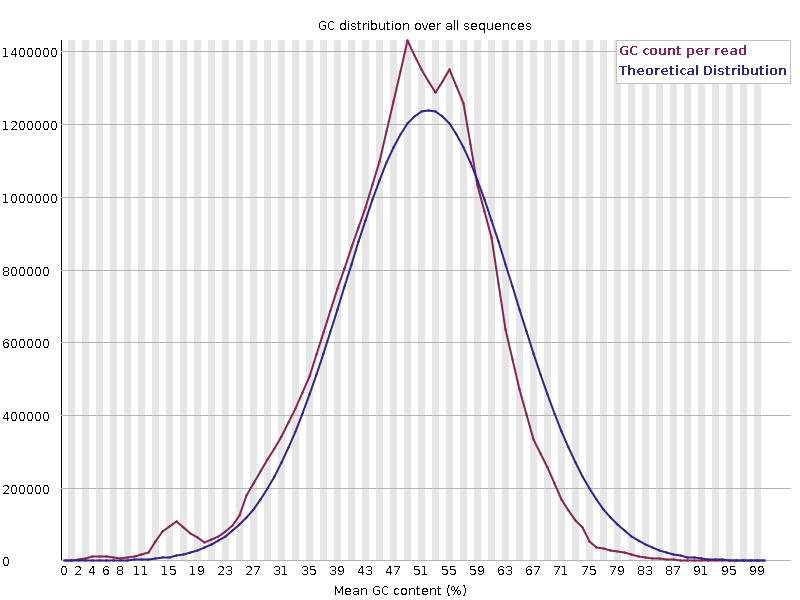 GC distribution over all sequences
GC count per read
Theoretical Distribution
1400000
1200000
1000000
800000
600000
400000
200000
0
0 2 4 6 8 11 15 19 23 27 31 35 39 43 47 51 55 59 63 67 71 75 79 83 87 91 95 99
Mean GC content (%)